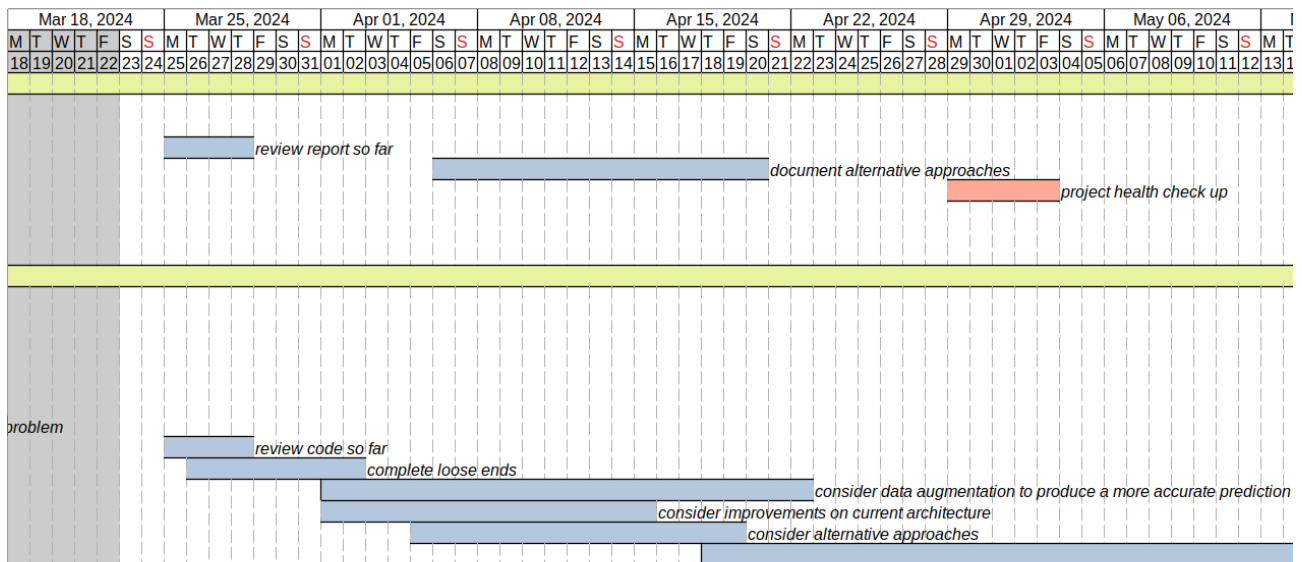 Mar 18, 2024 Mar 25, 2024 Apr 01, 2024 Apr 08, 2024 Apr 15, 2024 Apr 22, 2024 Apr 29, 2024 May 06, 2024
M T W T F S S M T W T F S S M T W T F S S M T W T F S S M T W T F S S M T W T F S S M T W T F S S M T W T F S S M T
18 19 20 21 22 23 24 25 26 27 28 29 30 31 01 02 03 04 05 06 07 08 09 10 11 12 13 14 15 16 17 18 19 20 21 22 23 24 25 26 27 28 29 30 01 02 03 04 05 06 07 08 09 10 11 12 13
review report so far
document alternative approaches
project health check up
problem
review code so far
complete loose ends
consider data augmentation to produce a more accurate prediction
consider improvements on current architecture
consider alternative approaches